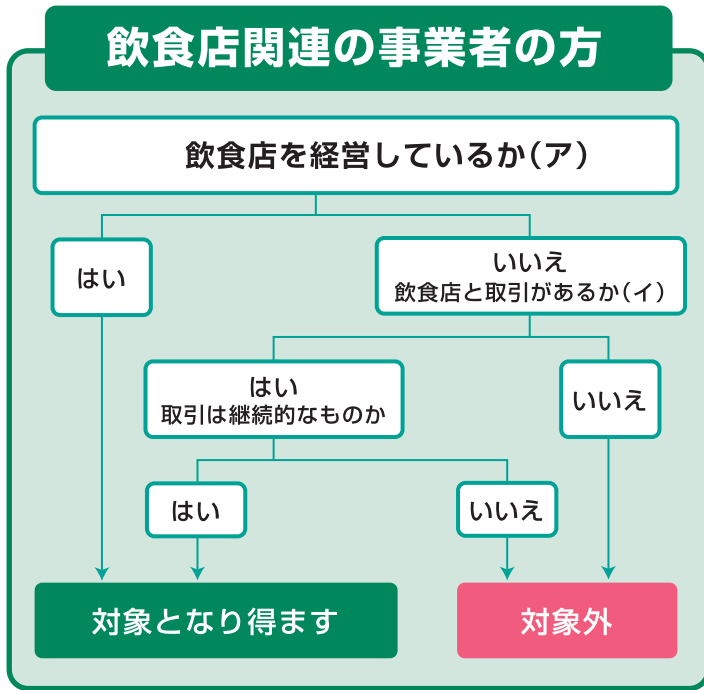 飲食店関連の事業者の方
飲食店を経営しているか(ア)
はい
いいえ
飲食店と取引があるか(イ)
はい
取引は継続的なものか
いいえ
はい
いいえ
対象となり得ます
対象外